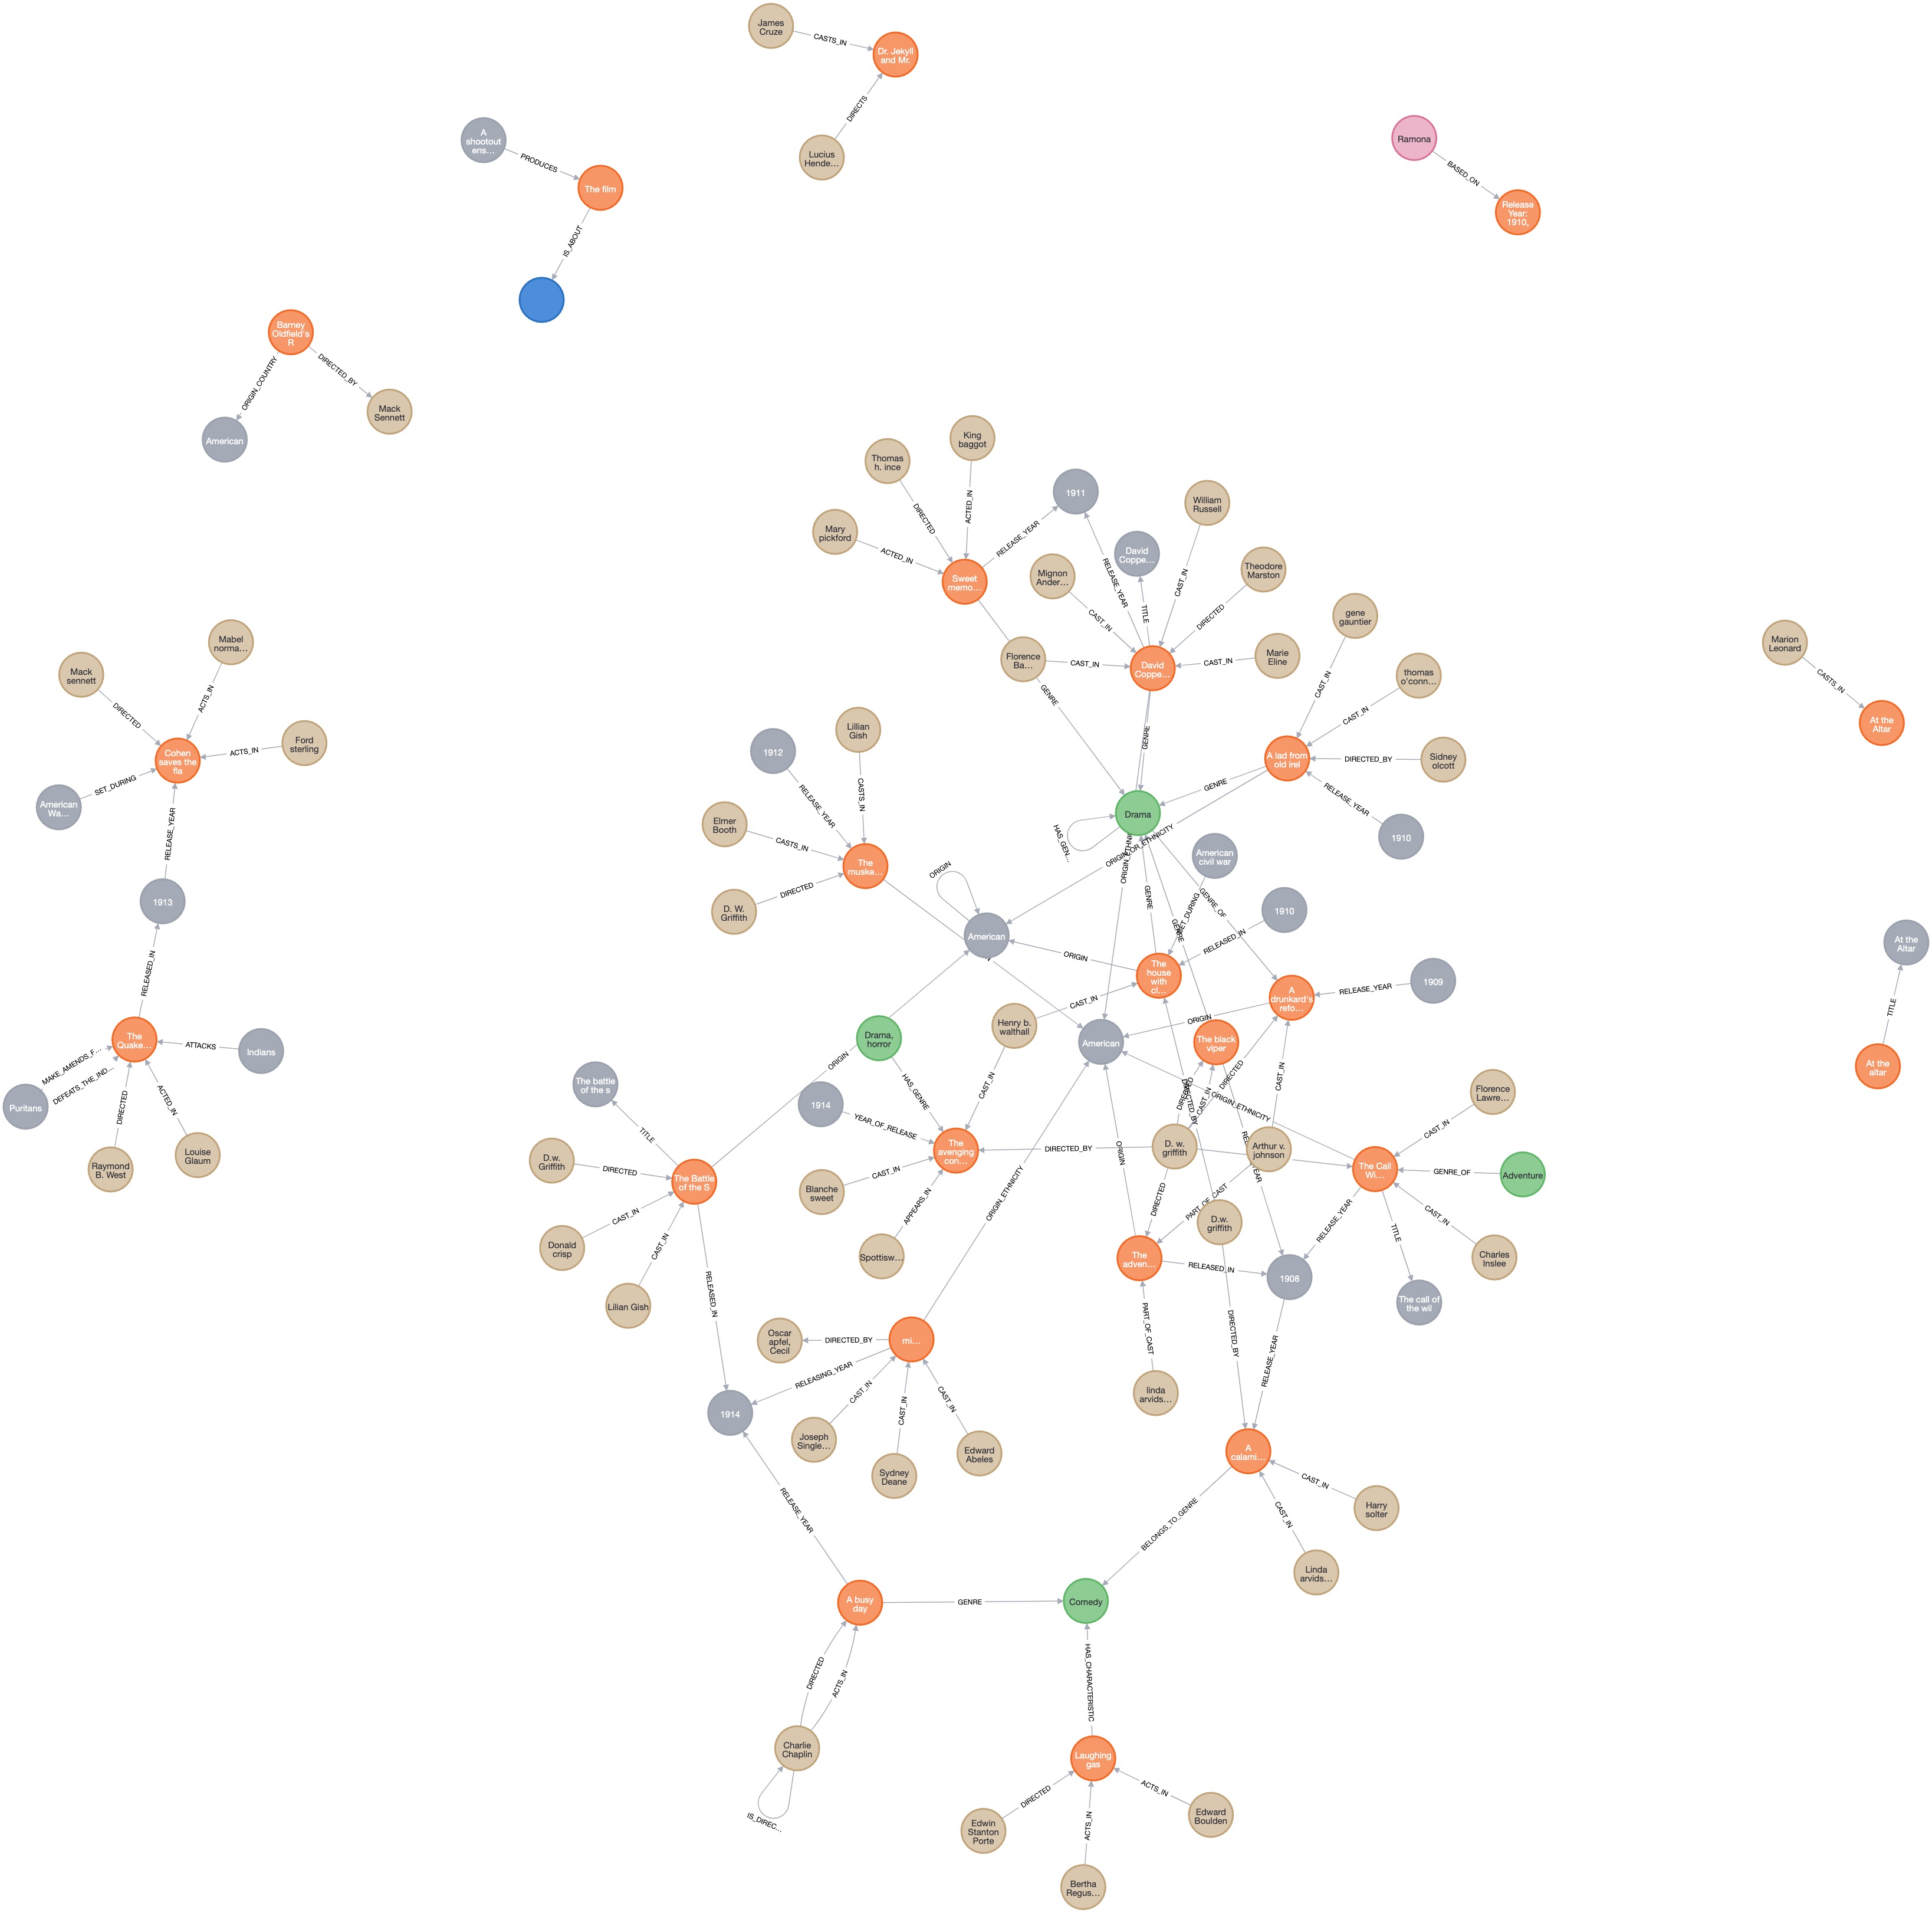 James
Cruze
CASTS_IN
Dr. Jekyll
and Mr.
DIRECTS
Lucius
Hende...
A
shootout
ens...
PRODUCES
The film
IS_ABOUT
Ramona
BASED_ON
Release
Year:
1910,
Barney
Oldfield's
R
ORIGIN_COUNTRY
DIRECTED_BY
American
Mack
Sennett
King
baggot
Thomas
h. ince
ACTED_IN
DIRECTED
Mary
pickford
ACTED_IN
Sweet
memo...
RELEASE_YEAR
1911
William
Russell
David
Coppe...
RELEASE_YEAR
TITLE
CAST_IN
Mignon
Ander...
CAST_IN
Theodore
Marston
DIRECTED
Florence
Ba...
CAST_IN
David
Coppe...
CAST_IN
Marie
Eline
GENRE
GENRE
gene
gauntier
CAST_IN
thomas
o'conn...
CAST_IN
A lad from
old irel
DIRECTED_BY
Sidney
olcott
GENRE
RELEASE_YEAR
1910
Marion
Leonard
CASTS_IN
At the
Altar
Mabel
norma...
Mack
sennett
ACTS_IN
DIRECTED
Cohen
saves the
fla
ACTS_IN
Ford
sterling
SET_DURING
American
Wa...
RELEASE_YEAR
1913
RELEASED_IN
The
Quake...
ATTACKS
Indians
MAKE_AMENDS_F...
DEFEATS_THE_IND...
Puritans
DIRECTED
ACTED_IN
Raymond
B. West
Louise
Glaum
1912
Lillian
Gish
RELEASE_YEAR
CASTS_IN
Elmer
Booth
CASTS_IN
The
muske...
D. W.
Griffith
DIRECTED
Drama
HAS_GEN...
ORIGIN_OR_ETHNICITY
American
civil war
GENRE
SET_DURING
GENRE
GENRE_OF
1910
RELEASED_IN
ORIGIN
American
ORIGIN
The
house
with
cl...
A
drunkard's
refo...
RELEASE_YEAR
1909
At the
Altar
TITLE
At the
altar
CAST_IN
Henry b.
walthall
ORIGIN
American
The black
viper
Drama,
horror
ORIGIN
HAS_GENRE
CAST_IN
The battle
of the s
TITLE
1914
YEAR_OF_RELEASE
The
avenging
con...
DIRECTED_BY
D. w.
griffith
DIRECTED
CAST_IN
DIRECTED
CAST_IN
ORIGIN_ETHNICITY
Arthur v.
johnson
The Call
Wi...
GENRE_OF
Adventure
Florence
Lawre...
CAST_IN
CAST_IN
Charles
Inslee
RELEASE_YEAR
TITLE
The call of
the wil
D.w.
Griffith
DIRECTED
The Battle
of the S
CAST_IN
Donald
crisp
CAST_IN
Lilian Gish
RELEASED_IN
Blanche
sweet
CAST_IN
APPEARS_IN
Spottisw...
ORIGIN_ETHNICITY
ORIGIN
DIRECTED
PART_OF_CAST
D.w.
griffith
The
adven...
RELEASED_IN
1908
PART_OF_CAST
linda
arvids...
DIRECTED_BY
RELEASE_YEAR
Oscar
apfel,
Cecil
DIRECTED_BY
mi...
RELEASING_YEAR
CAST_IN
CAST_IN
CAST_IN
1914
Joseph
Single...
Sydney
Deane
Edward
Abeles
A
calami...
CAST_IN
Harry
solter
CAST_IN
Linda
arvids...
BELONGS_TO_GENRE
RELEASE_YEAR
A busy
day
GENRE
Comedy
DIRECTED
ACTS_IN
Charlie
Chaplin
IS_DIREC...
HAS_CHARACTERISTIC
Laughing
gas
DIRECTED
ACTS_IN
ACTS_IN
Edwin
Stanton
Porte
Edward
Boulden
Bertha
Regus...